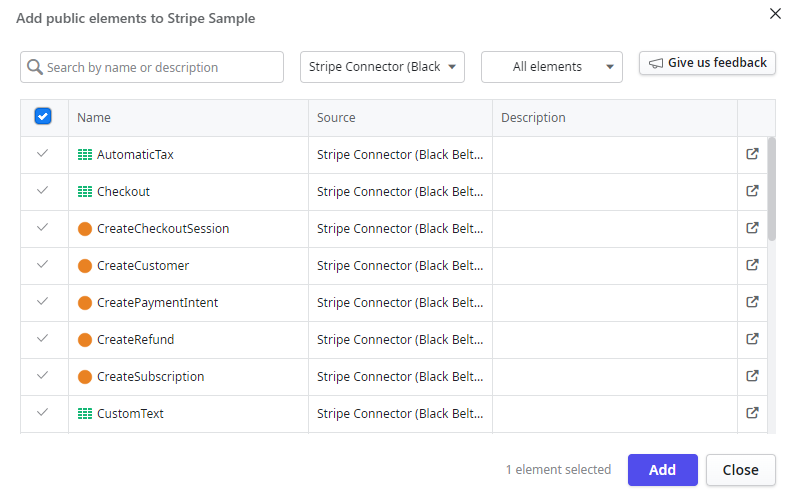 Add public elements to Stripe Sample
Search by name or description
Stripe Connector (Black
All elements
Give us feedback
Name Source Description
AutomaticTax Stripe Connector (Black Belt...
Checkout Stripe Connector (Black Belt...
CreateCheckoutSession Stripe Connector (Black Belt...
CreateCustomer Stripe Connector (Black Belt...
CreatePaymentIntent Stripe Connector (Black Belt...
CreateRefund Stripe Connector (Black Belt...
CreateSubscription Stripe Connector (Black Belt...
CustomText Stripe Connector (Black Belt...
1 element selected
Add
Close